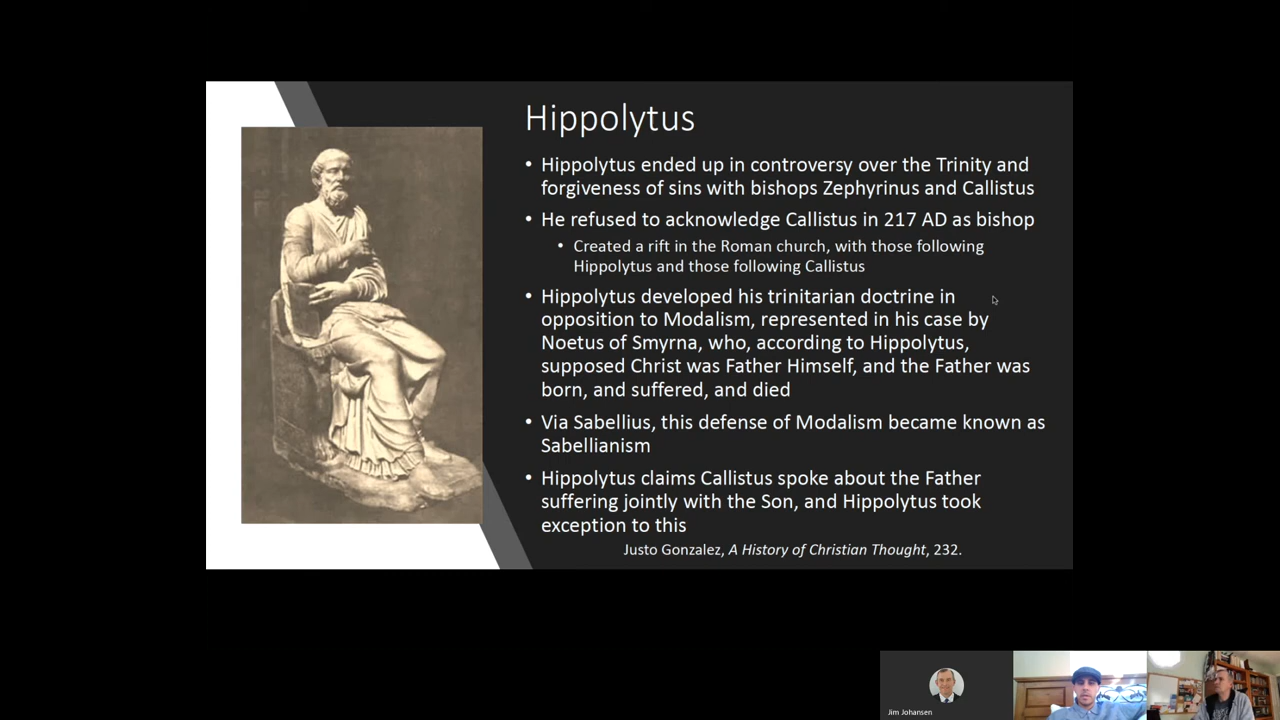 Hippolytus
• Hippolytus ended up in controversy over the Trinity and
forgiveness of sins with bishops Zephyrinus and Callistus
• He refused to acknowledge Callistus in 217 AD as bishop
• Created a rift in the Roman church, with those following
Hippolytus and those following Callistus
• Hippolytus developed his trinitarian doctrine in
opposition to Modalism, represented in his case by
Noetus of Smyrna, who, according to Hippolytus,
supposed Christ was Father Himself, and the Father was
born, and suffered, and died
• Via Sabellius, this defense of Modalism became known as
Sabellianism
• Hippolytus claims Callistus spoke about the Father
suffering jointly with the Son, and Hippolytus took
exception to this
Justo Gonzalez, A History of Christian Thought, 232.
Jim Johansen